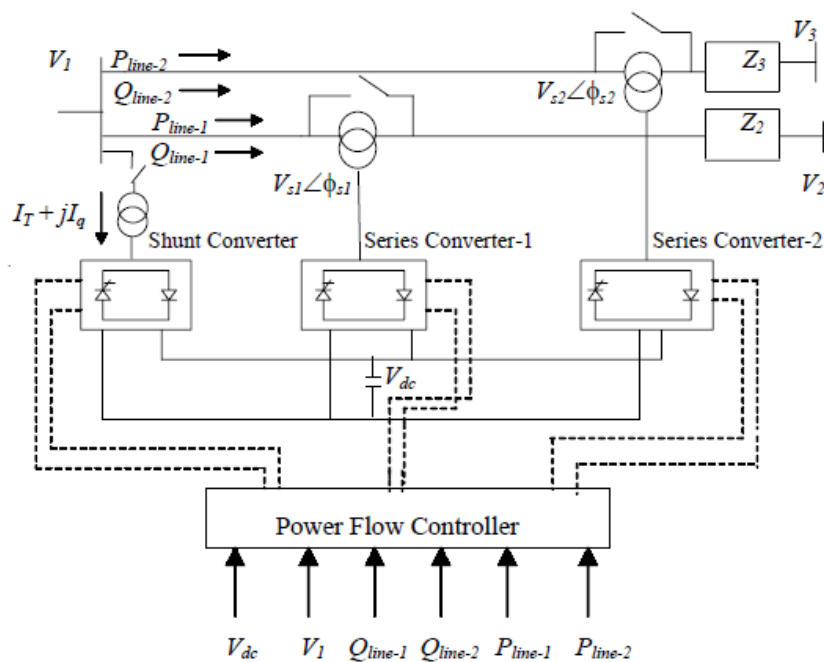 V1
Pline-2
Qline-2
Pline-1
Qline-1
Vs1∠ϕs1
Vs2∠ϕs2
Z3
V3
Z2
V2
IT + jIq
Shunt Converter
Series Converter-1
Series Converter-2
Vdc
Power Flow Controller
Vdc V1 Qline-1 Qline-2 Pline-1 Pline-2